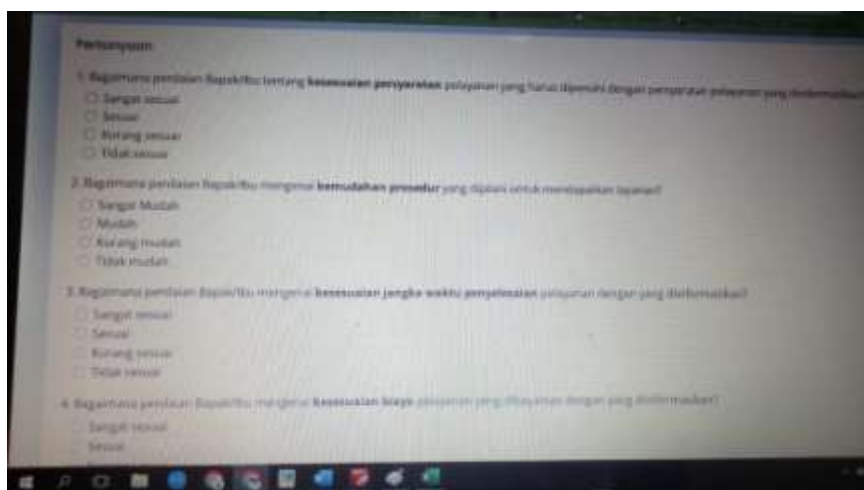 Pertanyaan
1. Bagaimana penilaian Bapak/Ibu tentang kesesuaian persyaratan pelayanan yang harus dipenuhi dengan persyaratan pelayanan yang diinformasikan?
Sangat sesuai
Sesuai
Kurang sesuai
Tidak sesuai
2. Bagaimana penilaian Bapak/Ibu mengenai kemudahan prosedur yang dijalani untuk mendapatkan layanan?
Sangat Mudah
Mudah
Kurang mudah
Tidak mudah
3. Bagaimana penilaian Bapak/Ibu mengenai kesesuaian jangka waktu penyelesaian pelayanan dengan yang diinformasikan?
Sangat sesuai
Sesuai
Kurang sesuai
Tidak sesuai
4. Bagaimana penilaian Bapak/Ibu mengenai kesesuaian biaya pelayanan yang dibayarkan dengan yang diinformasikan?
Sangat sesuai
Sesuai